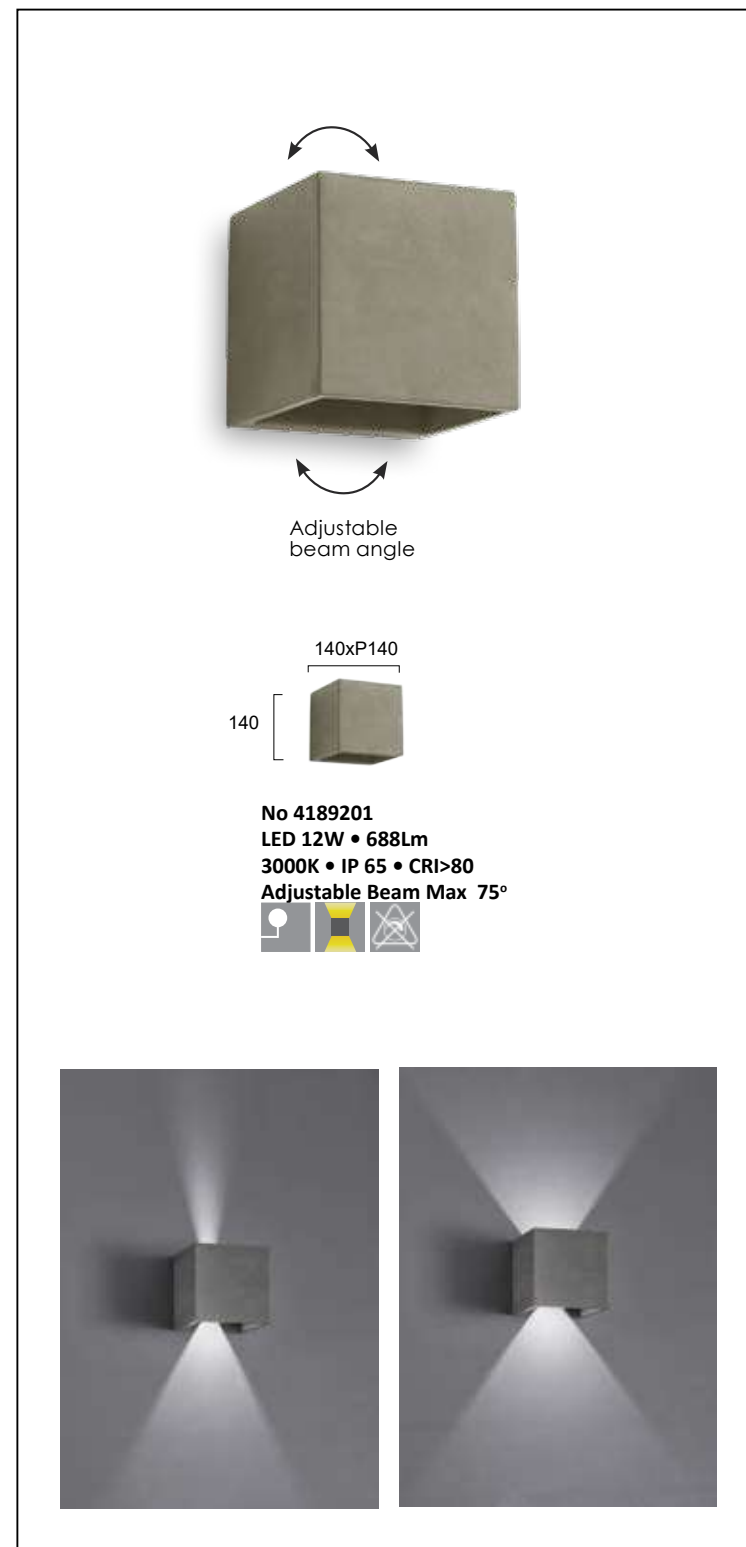 Adjustable
beam angle
140xP140
140
No 4189201
LED 12W • 688Lm
3000K • IP 65 • CRI>80
Adjustable Beam Max 75°